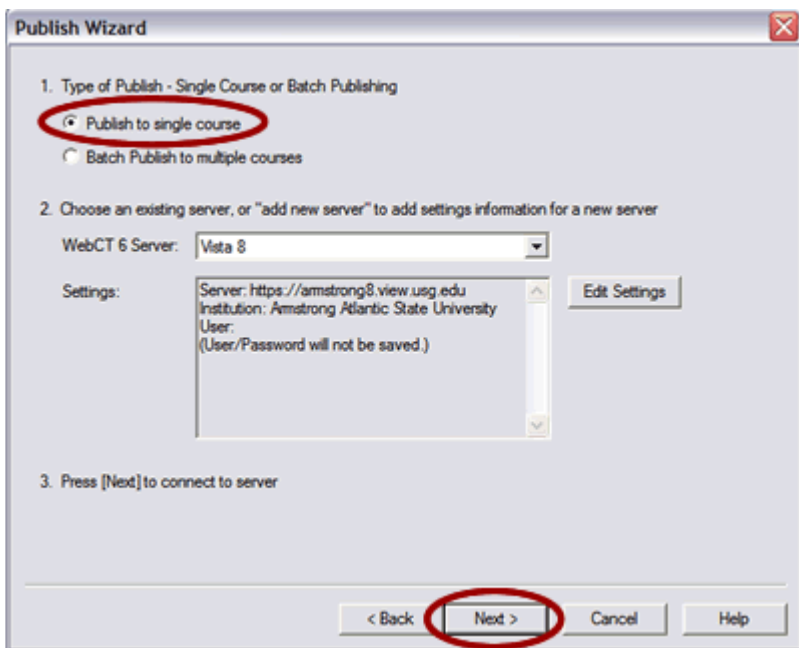 Publish Wizard
1. Type of Publish - Single Course or Batch Publishing
Publish to single course
Batch Publish to multiple courses
2. Choose an existing server, or "add new server" to add settings information for a new server
WebCT 6 Server: Vista 8
Settings:
Server: https://armstrong8.view.usg.edu
Institution: Armstrong Atlantic State University
User:
(User/Password will not be saved.)
Edit Settings
3. Press [Next] to connect to server
< Back Next > Cancel Help